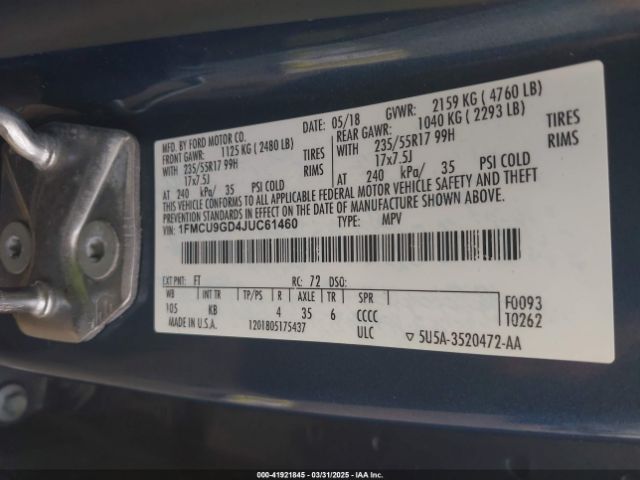 MFD. BY FORD MOTOR CO.
DATE: 05/18 GVWR: 2159 KG ( 4760 LB)
FRONT GAWR: 1125 KG ( 2480 LB)
REAR GAWR: 1040 KG ( 2293 LB)
WITH 235/55R17 99H TIRES
WITH 235/55R17 99H TIRES
17x7.5J RIMS
17x7.5J RIMS
AT 240 kPa/ 35 PSI COLD
AT 240 kPa/ 35 PSI COLD
THIS VEHICLE CONFORMS TO ALL APPLICABLE FEDERAL MOTOR VEHICLE SAFETY AND THEFT
PREVENTION STANDARDS IN EFFECT ON THE DATE OF MANUFACTURE SHOWN ABOVE.
VIN: 1FMCU9GD4JUC61460 TYPE: MPV
EXT PNT: FT RC: 72 DSO:
WB INT TR TP/PS R AXLE TR SPR F0093
105 KB 4 35 6 CCCC T0262
MADE IN U.S.A. 1201805175437 ULC ▽ 5U5A-3520472-AA
000-41921845 - 03/31/2025 - IAA Inc.